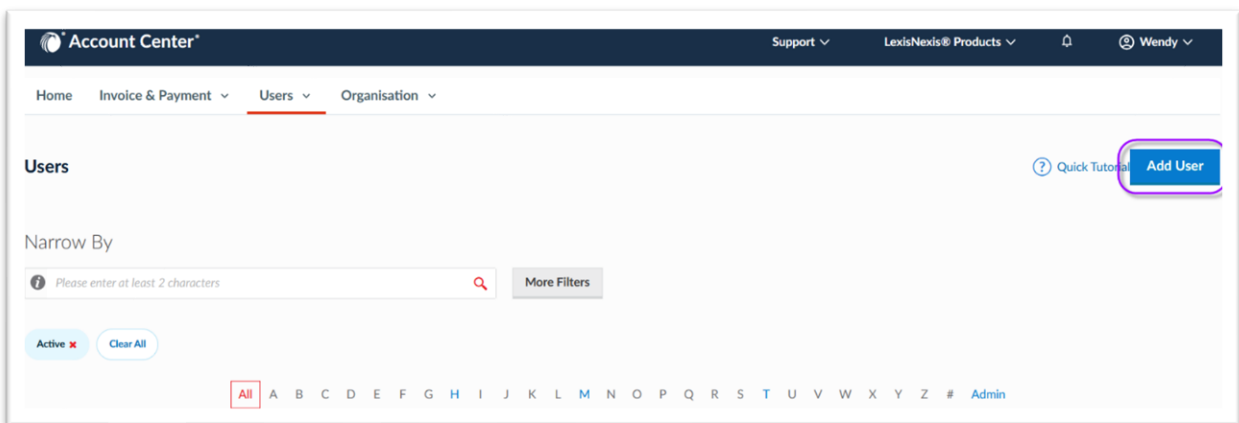 Account Center®
Support
LexisNexis® Products
Wendy
Home
Invoice & Payment
Users
Organisation
Users
? Quick Tutorial
Add User
Narrow By
i Please enter at least 2 characters
More Filters
Active ×
Clear All
All A B C D E F G H I J K L M N O P Q R S T U V W X Y Z # Admin